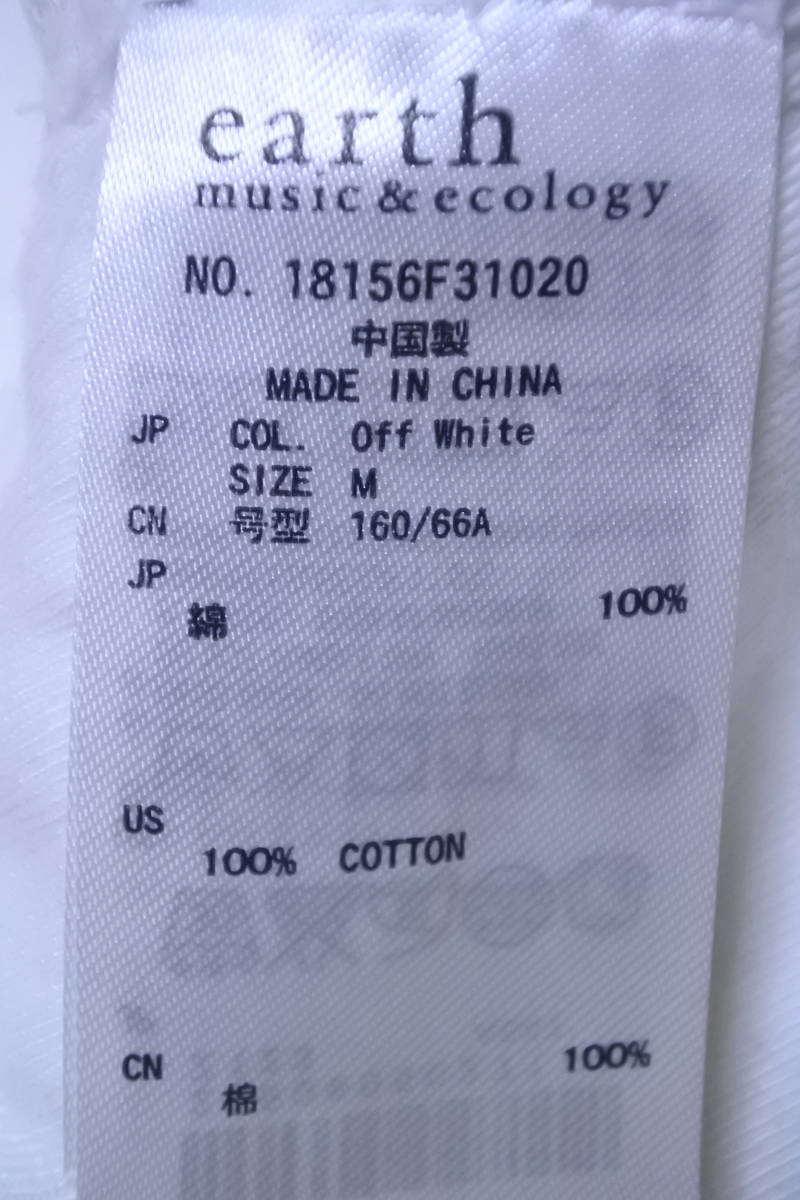 earth
music & ecology
NO. 18156F31020
中国製
MADE IN CHINA
JP COL. Off White
SIZE M
CN 号型 160/66A
JP
綿 100%
US
100% COTTON
CN
棉 100%